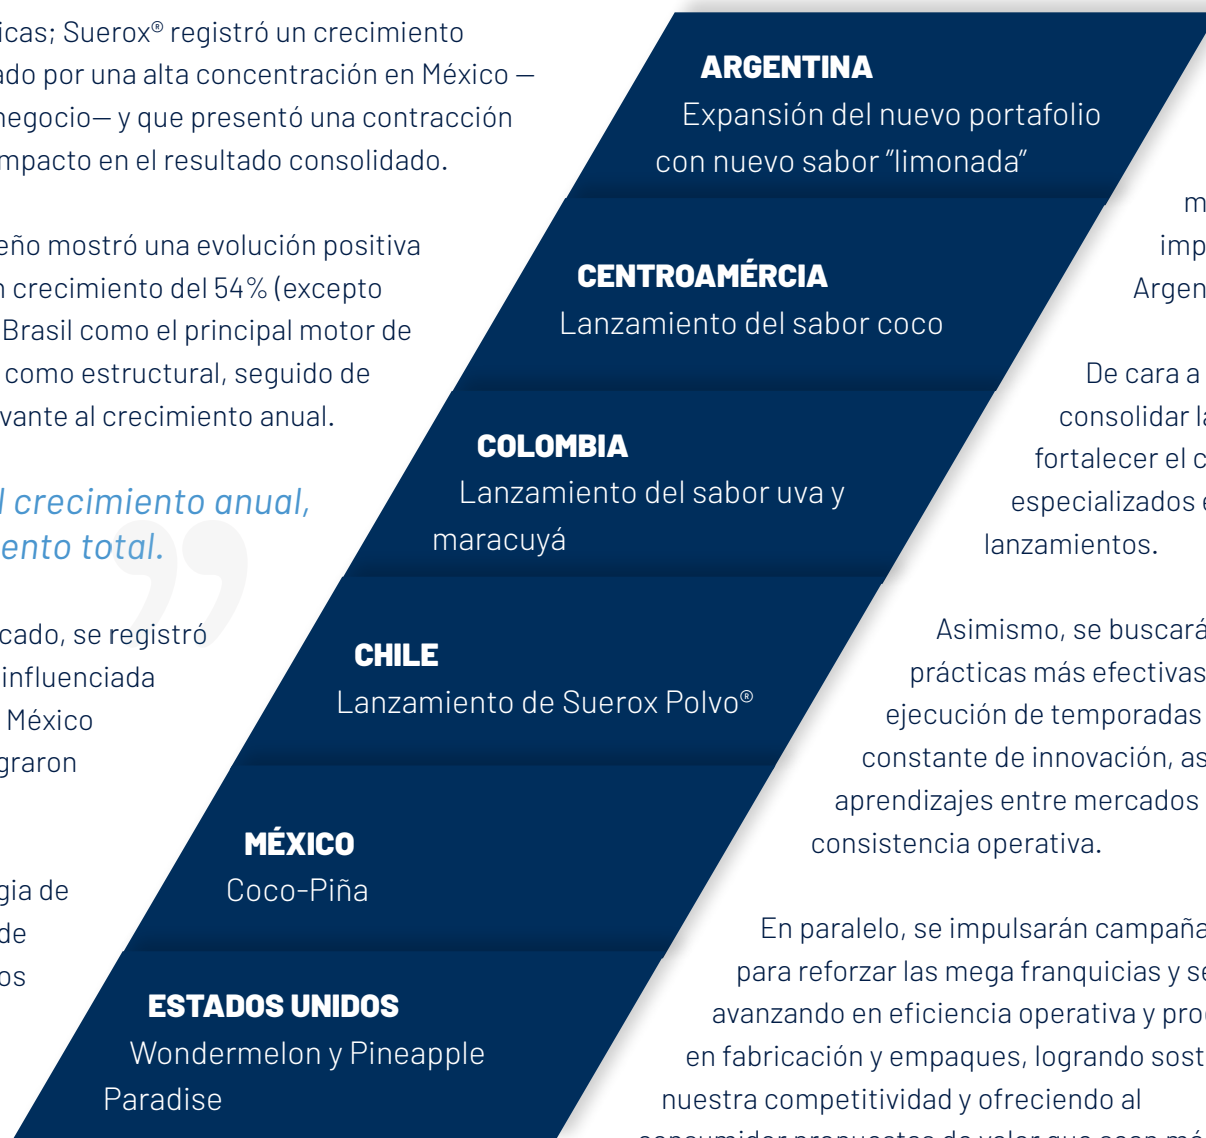 icas; Suerox® registró un crecimiento
ado por una alta concentración en México —
negocio— y que presentó una contracción
mpacto en el resultado consolidado.
eño mostró una evolución positiva
n crecimiento del 54% (excepto
Brasil como el principal motor de
como estructural, seguido de
vante al crecimiento anual.
l crecimiento anual,
ento total.
”
cado, se registró
influenciada
México
graron
gia de
de
os
ARGENTINA
Expansión del nuevo portafolio
con nuevo sabor "limonada"
CENTROAMÉRCIA
Lanzamiento del sabor coco
COLOMBIA
Lanzamiento del sabor uva y
maracuyá
CHILE
Lanzamiento de Suerox Polvo®
MÉXICO
Coco-Piña
ESTADOS UNIDOS
Wondermelon y Pineapple
Paradise
m
imp
Argen
De cara a
consolidar la
fortalecer el c
especializados e
lanzamientos.
Asimismo, se buscará
prácticas más efectivas
ejecución de temporadas
constante de innovación, as
aprendizajes entre mercados
consistencia operativa.
En paralelo, se impulsarán campaña
para reforzar las mega franquicias y se
avanzando en eficiencia operativa y pro
en fabricación y empaques, logrando sost
nuestra competitividad y ofreciendo al